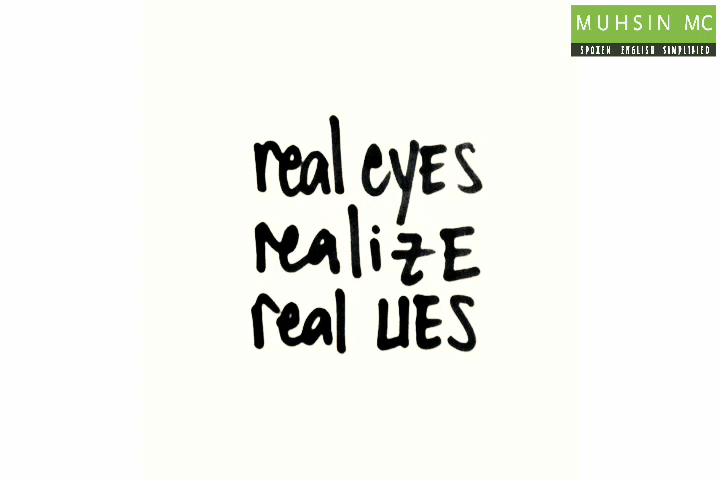 MUHSIN MC
SPOKEN ENGLISH SIMPLIFIED
real eyES
realizE
real LIES